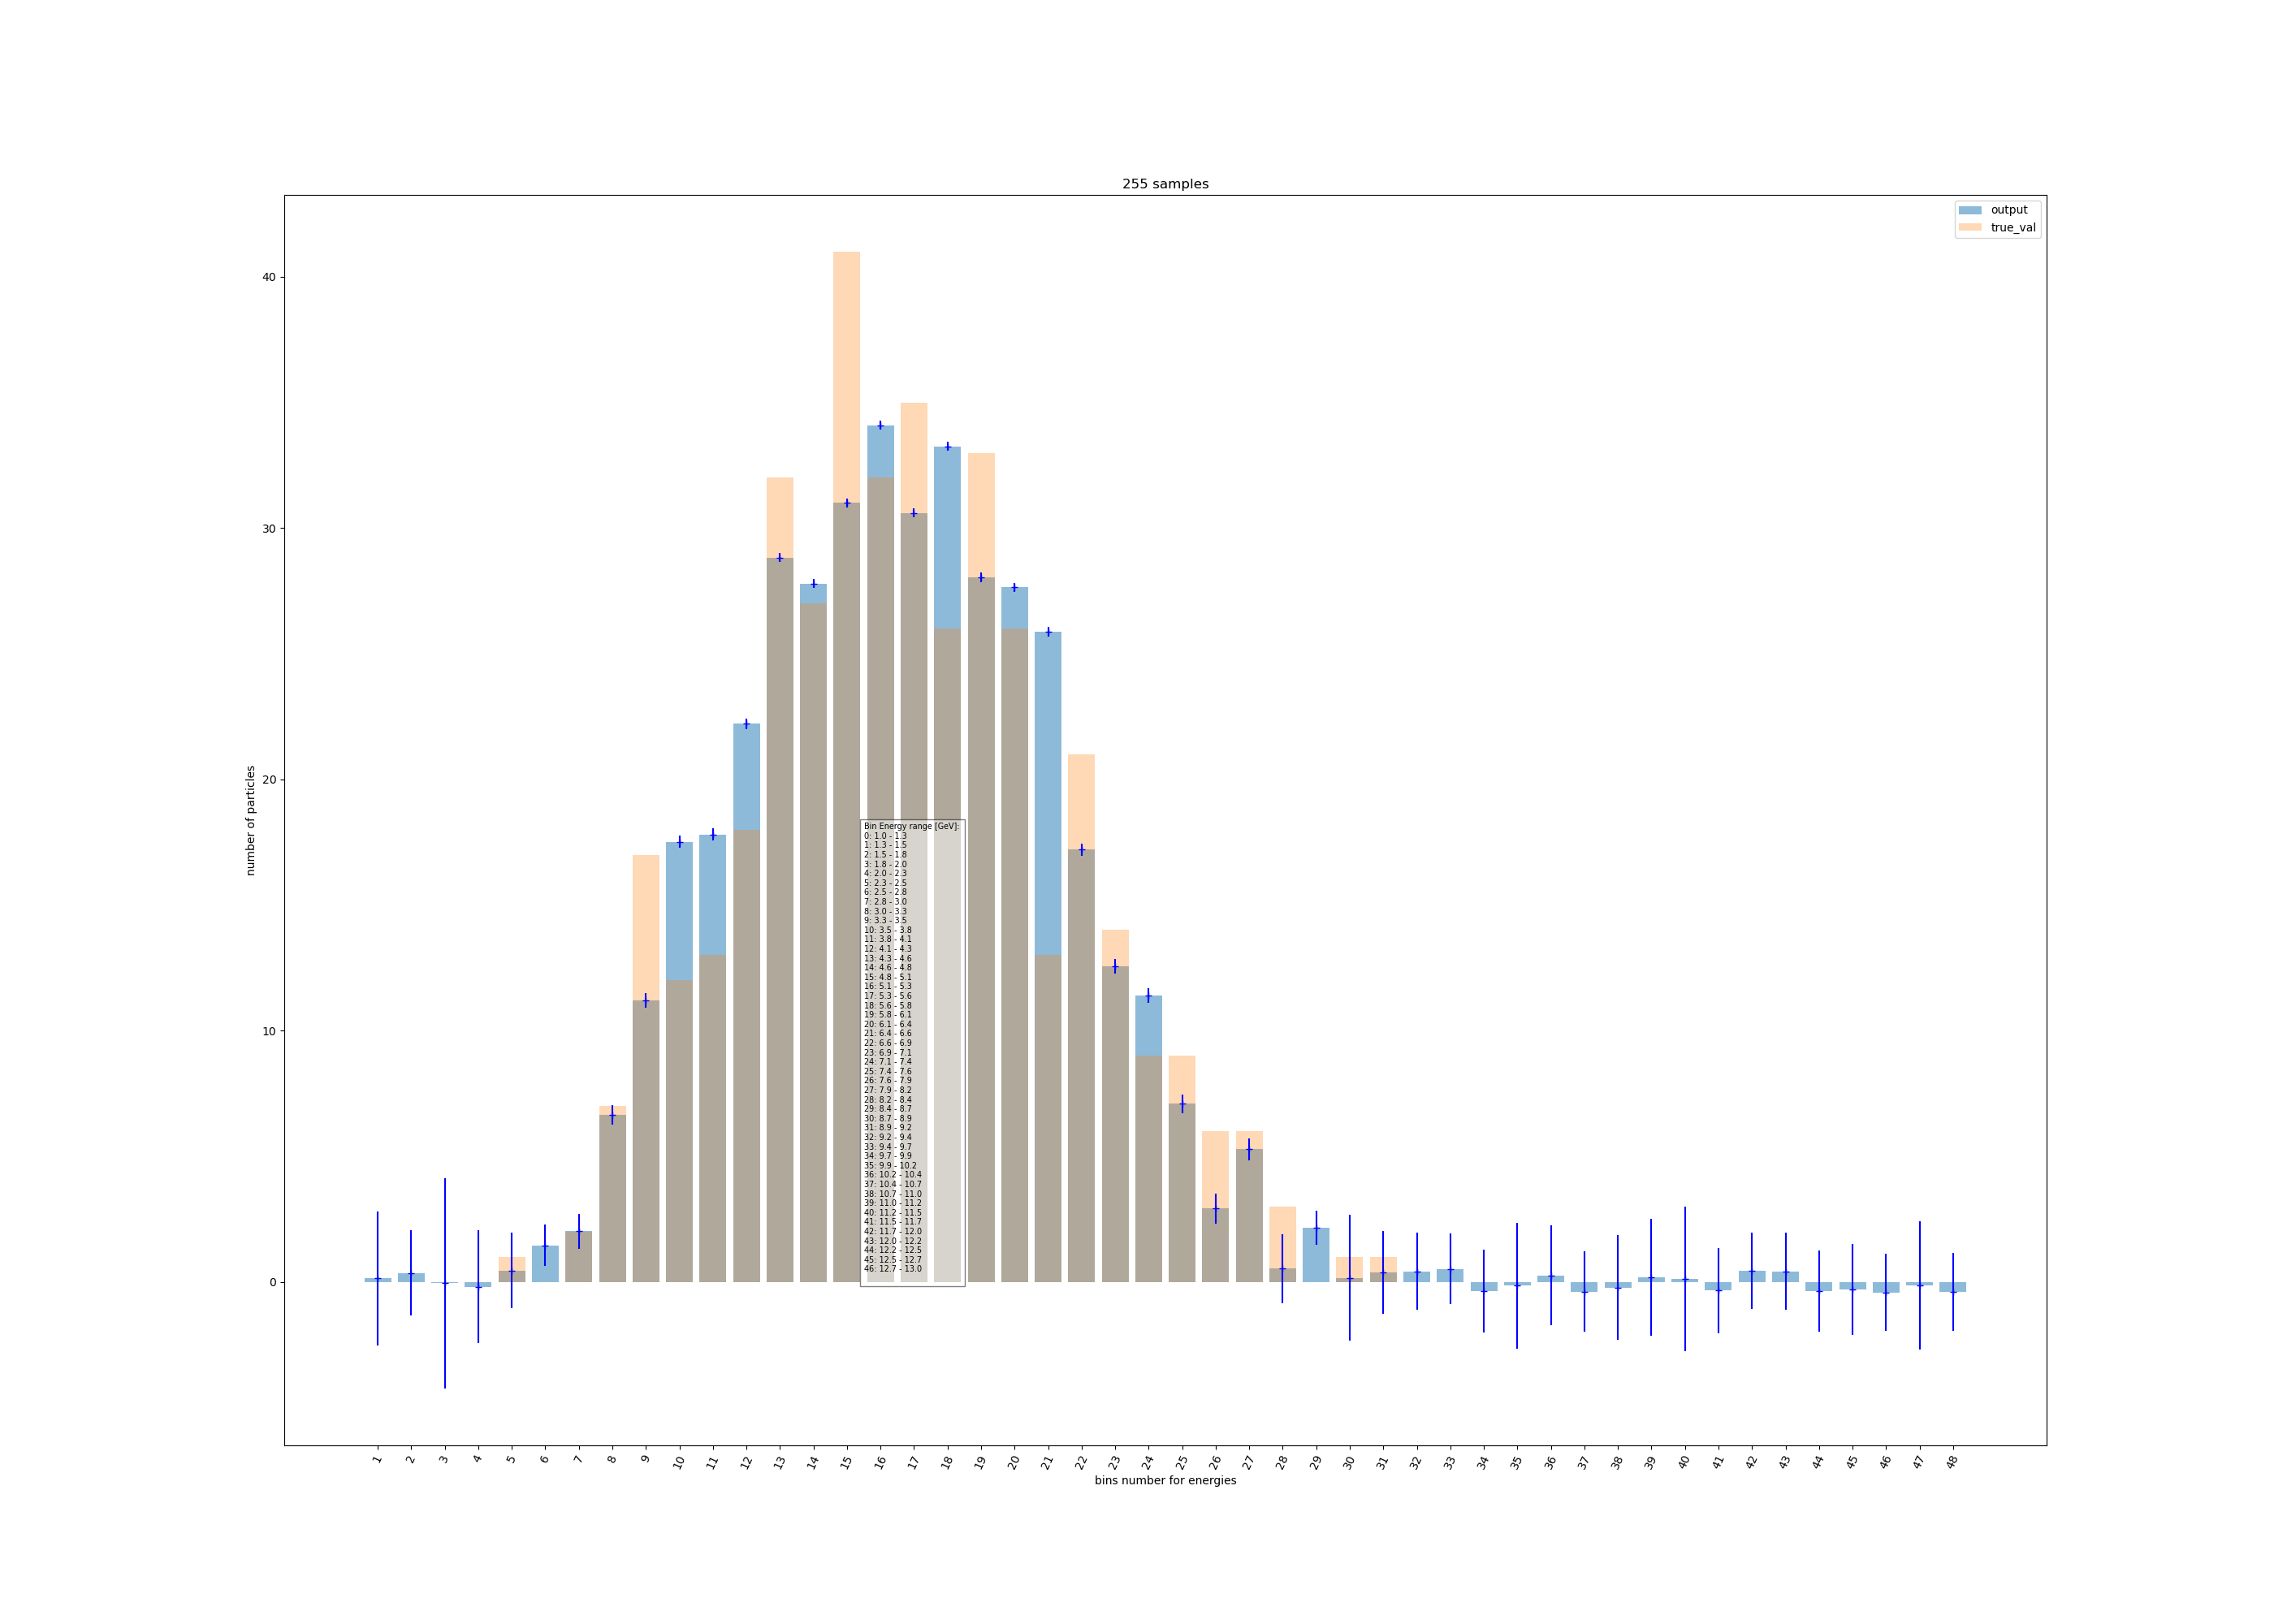 255 samples
output
true_val
40
30
20
10
0
number of particles
Bin Energy range [GeV]:
0: 1.0 - 1.3
1: 1.3 - 1.5
2: 1.5 - 1.8
3: 1.8 - 2.0
4: 2.0 - 2.3
5: 2.3 - 2.5
6: 2.5 - 2.8
7: 2.8 - 3.0
8: 3.0 - 3.3
9: 3.3 - 3.5
10: 3.5 - 3.8
11: 3.8 - 4.1
12: 4.1 - 4.3
13: 4.3 - 4.6
14: 4.6 - 4.8
15: 4.8 - 5.1
16: 5.1 - 5.3
17: 5.3 - 5.6
18: 5.6 - 5.8
19: 5.8 - 6.1
20: 6.1 - 6.4
21: 6.4 - 6.6
22: 6.6 - 6.9
23: 6.9 - 7.1
24: 7.1 - 7.4
25: 7.4 - 7.6
26: 7.6 - 7.9
27: 7.9 - 8.2
28: 8.2 - 8.4
29: 8.4 - 8.7
30: 8.7 - 8.9
31: 8.9 - 9.2
32: 9.2 - 9.4
33: 9.4 - 9.7
34: 9.7 - 9.9
35: 9.9 - 10.2
36: 10.2 - 10.4
37: 10.4 - 10.7
38: 10.7 - 11.0
39: 11.0 - 11.2
40: 11.2 - 11.5
41: 11.5 - 11.7
42: 11.7 - 12.0
43: 12.0 - 12.2
44: 12.2 - 12.5
45: 12.5 - 12.7
46: 12.7 - 13.0
1 2 3 4 5 6 7 8 9 10 11 12 13 14 15 16 17 18 19 20 21 22 23 24 25 26 27 28 29 30 31 32 33 34 35 36 37 38 39 40 41 42 43 44 45 46 47 48
bins number for energies